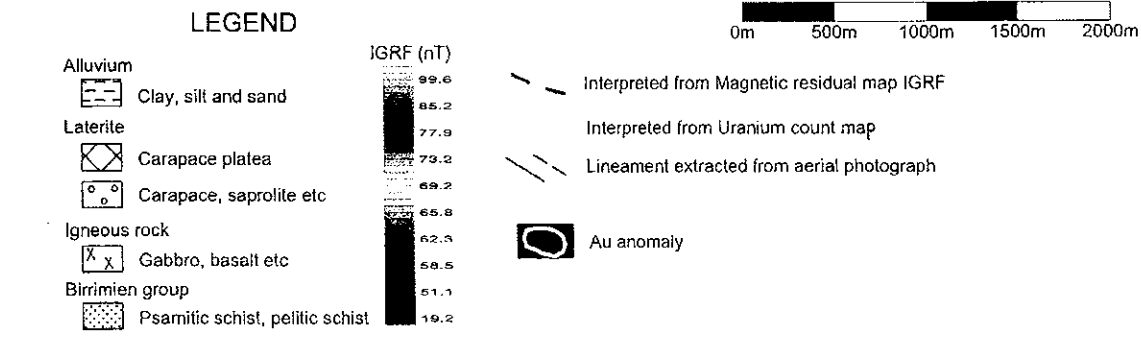 LEGEND
Alluvium
Clay, silt and sand
Laterite
Carapace platea
Carapace, saprolite etc
Igneous rock
Gabbro, basalt etc
Birrimien group
Psamitic schist, pelitic schist
IGRF (nT)
99.6
85.2
77.9
73.2
69.2
65.8
62.3
58.5
51.1
19.2
0m 500m 1000m 1500m 2000m
Interpreted from Magnetic residual map IGRF
Interpreted from Uranium count map
Lineament extracted from aerial photograph
Au anomaly